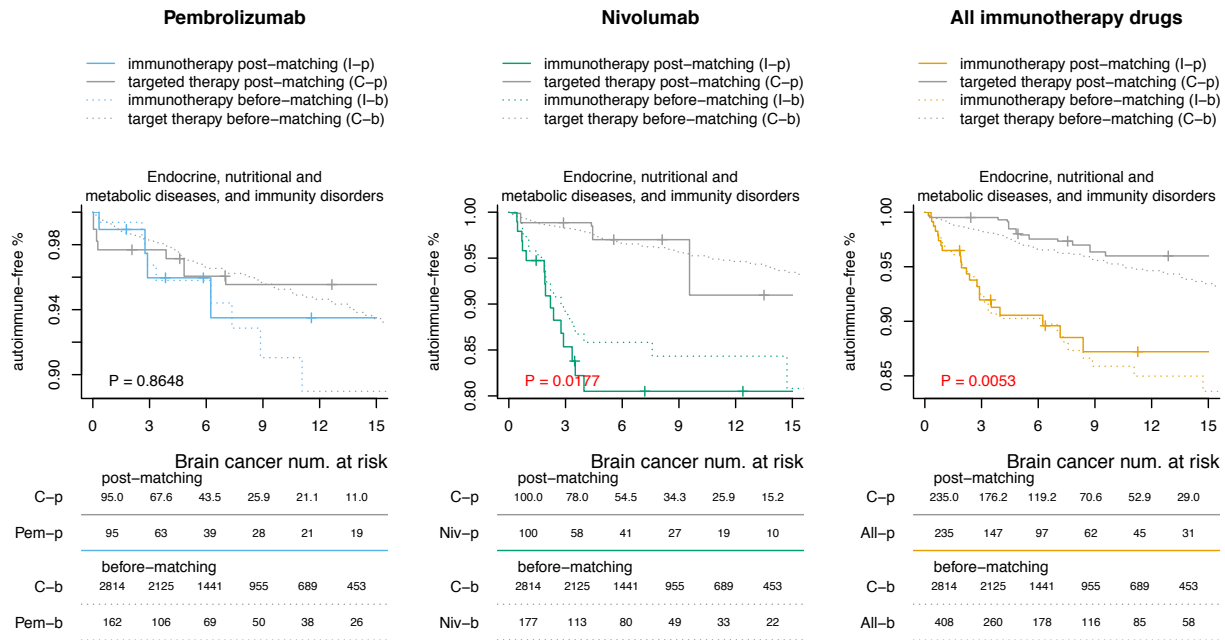 Pembrolizumab
immunotherapy post−matching (I−p)
targeted therapy post−matching (C−p)
immunotherapy before−matching (I−b)
target therapy before−matching (C−b)
Endocrine, nutritional and
metabolic diseases, and immunity disorders
autoimmune−free %
0.98
0.94
0.90
P = 0.8648
0 3 6 9 12 15
Brain cancer num. at risk
post−matching
C−p 95.0 67.6 43.5 25.9 21.1 11.0
Pem−p 95 63 39 28 21 19
before−matching
C−b 2814 2125 1441 955 689 453
Pem−b 162 106 69 50 38 26
Nivolumab
immunotherapy post−matching (I−p)
targeted therapy post−matching (C−p)
immunotherapy before−matching (I−b)
target therapy before−matching (C−b)
Endocrine, nutritional and
metabolic diseases, and immunity disorders
autoimmune−free %
1.00
0.95
0.90
0.85
0.80
P = 0.0177
0 3 6 9 12 15
Brain cancer num. at risk
post−matching
C−p 100.0 78.0 54.5 34.3 25.9 15.2
Niv−p 100 58 41 27 19 10
before−matching
C−b 2814 2125 1441 955 689 453
Niv−b 177 113 80 49 33 22
All immunotherapy drugs
immunotherapy post−matching (I−p)
targeted therapy post−matching (C−p)
immunotherapy before−matching (I−b)
target therapy before−matching (C−b)
Endocrine, nutritional and
metabolic diseases, and immunity disorders
autoimmune−free %
1.00
0.95
0.90
0.85
P = 0.0053
0 3 6 9 12 15
Brain cancer num. at risk
post−matching
C−p 235.0 176.2 119.2 70.6 52.9 29.0
All−p 235 147 97 62 45 31
before−matching
C−b 2814 2125 1441 955 689 453
All−b 408 260 178 116 85 58